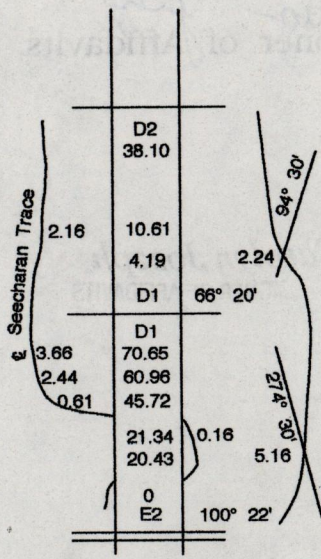 D2
38.10
94° 30'
℄ Seecharan Trace
2.16 10.61
4.19 2.24
D1 66° 20'
D1
3.66 70.65
2.44 60.96
0.61 45.72
274° 30'
21.34 0.16
20.43 5.16
0
E2 100° 22'